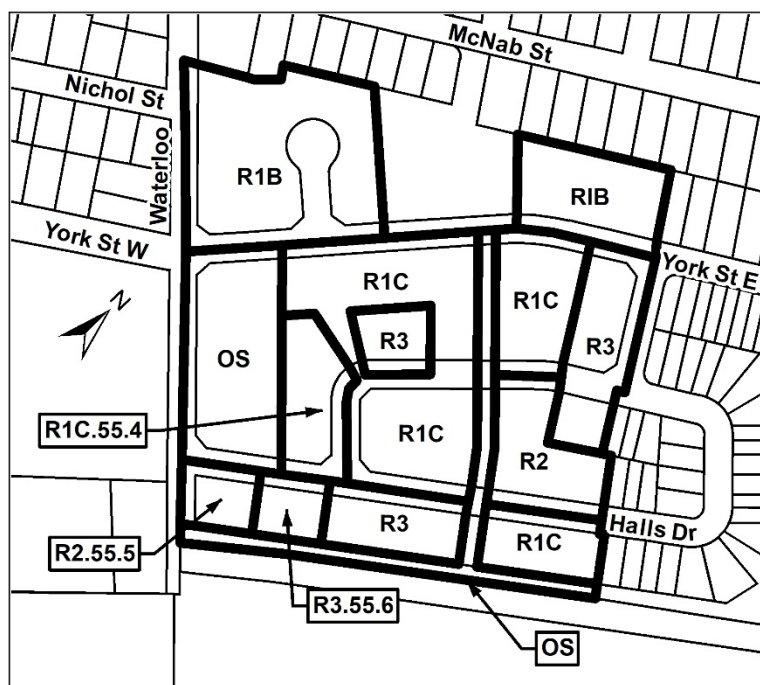 McNab St
Nichol St
Waterloo
R1B
RIB
York St W
York St E
N
R1C
R1C
R3
R3
OS
R1C.55.4
R1C
R2
R3
Halls Dr
R2.55.5
R1C
R3.55.6
OS